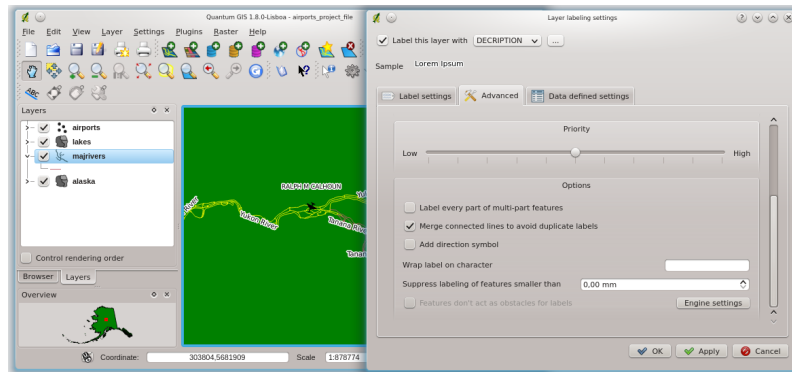 Quantum GIS 1.8.0-Lisboa - airports_project_file
File Edit View Layer Settings Plugins Raster Help
Layers
airports
lakes
majrivers
alaska
Control rendering order
Browser Layers
Overview
RALPH M CALHOUN
River
Yukon River
Tanana River
Tanan
Coordinate: 303804,5681909 Scale 1:878774
Layer labeling settings
Label this layer with DECRIPTION ...
Sample Lorem Ipsum
Label settings Advanced Data defined settings
Priority
Low High
Options
Label every part of multi-part features
Merge connected lines to avoid duplicate labels
Add direction symbol
Wrap label on character
Suppress labeling of features smaller than 0,00 mm
Features don't act as obstacles for labels Engine settings
OK Apply Cancel